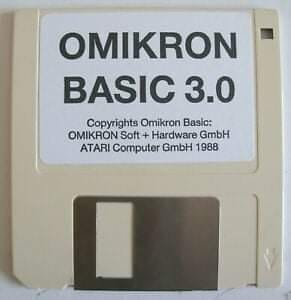 OMIKRON
BASIC 3.0
Copyrights Omikron Basic:
OMIKRON Soft + Hardware GmbH
ATARI Computer GmbH 1988